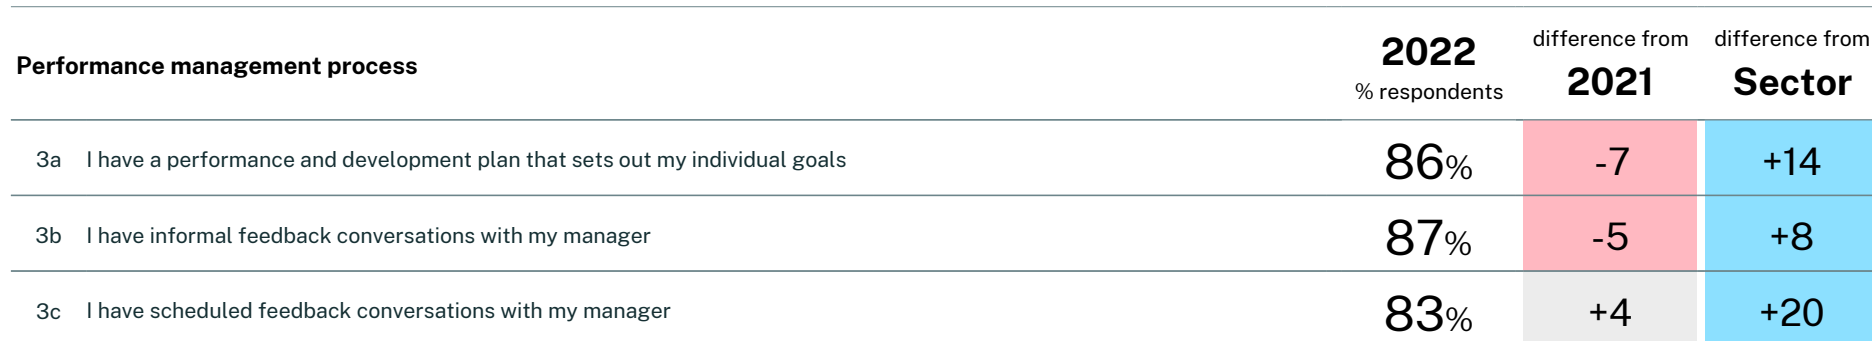 Performance management process 2022 % respondents difference from 2021 difference from Sector
3a I have a performance and development plan that sets out my individual goals 86% -7 +14
3b I have informal feedback conversations with my manager 87% -5 +8
3c I have scheduled feedback conversations with my manager 83% +4 +20